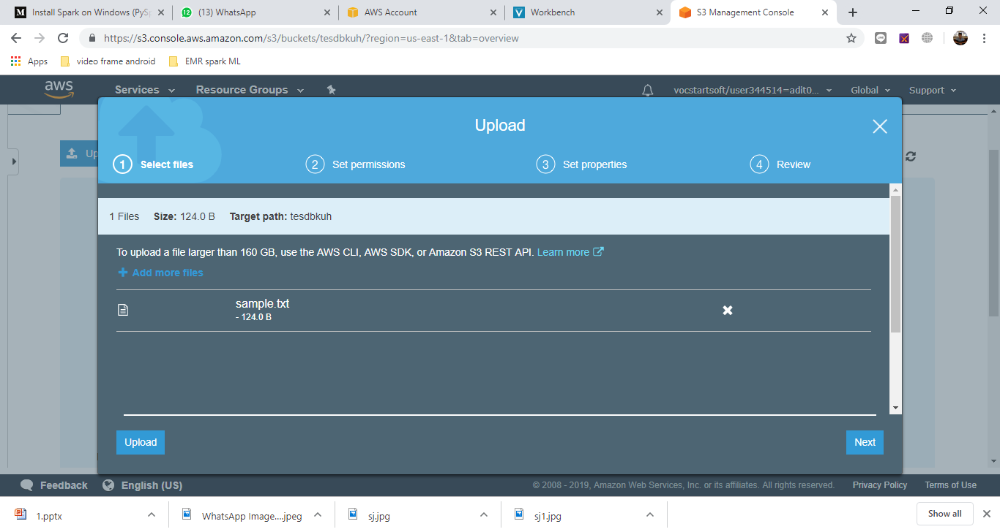 M Install Spark on Windows (PySp
12 (13) WhatsApp
AWS Account
V Workbench
S3 Management Console
https://s3.console.aws.amazon.com/s3/buckets/tesdbkuh/?region=us-east-1&tab=overview
Apps video frame android EMR spark ML
aws Services Resource Groups vocstartsoft/user344514=adit0... Global Support
Up
Upload
1 Select files 2 Set permissions 3 Set properties 4 Review
1 Files Size: 124.0 B Target path: tesdbkuh
To upload a file larger than 160 GB, use the AWS CLI, AWS SDK, or Amazon S3 REST API. Learn more
Add more files
sample.txt
- 124.0 B
Upload Next
Feedback English (US) © 2008 - 2019, Amazon Web Services, Inc. or its affiliates. All rights reserved. Privacy Policy Terms of Use
1.pptx WhatsApp Image....jpeg sj.jpg sj1.jpg Show all